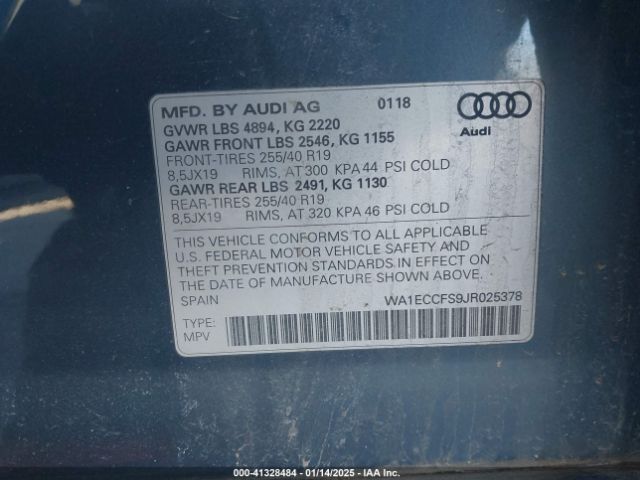 MFD. BY AUDI AG 0118
GVWR LBS 4894, KG 2220
GAWR FRONT LBS 2546, KG 1155
FRONT-TIRES 255/40 R19
8,5JX19 RIMS, AT 300 KPA 44 PSI COLD
GAWR REAR LBS 2491, KG 1130
REAR-TIRES 255/40 R19
8,5JX19 RIMS, AT 320 KPA 46 PSI COLD
Audi
THIS VEHICLE CONFORMS TO ALL APPLICABLE
U.S. FEDERAL MOTOR VEHICLE SAFETY AND
THEFT PREVENTION STANDARDS IN EFFECT ON
THE DATE OF MANUFACTURE SHOWN ABOVE.
SPAIN WA1ECCFS9JR025378
TYPE:
MPV
000-41328484 - 01/14/2025 - IAA Inc.